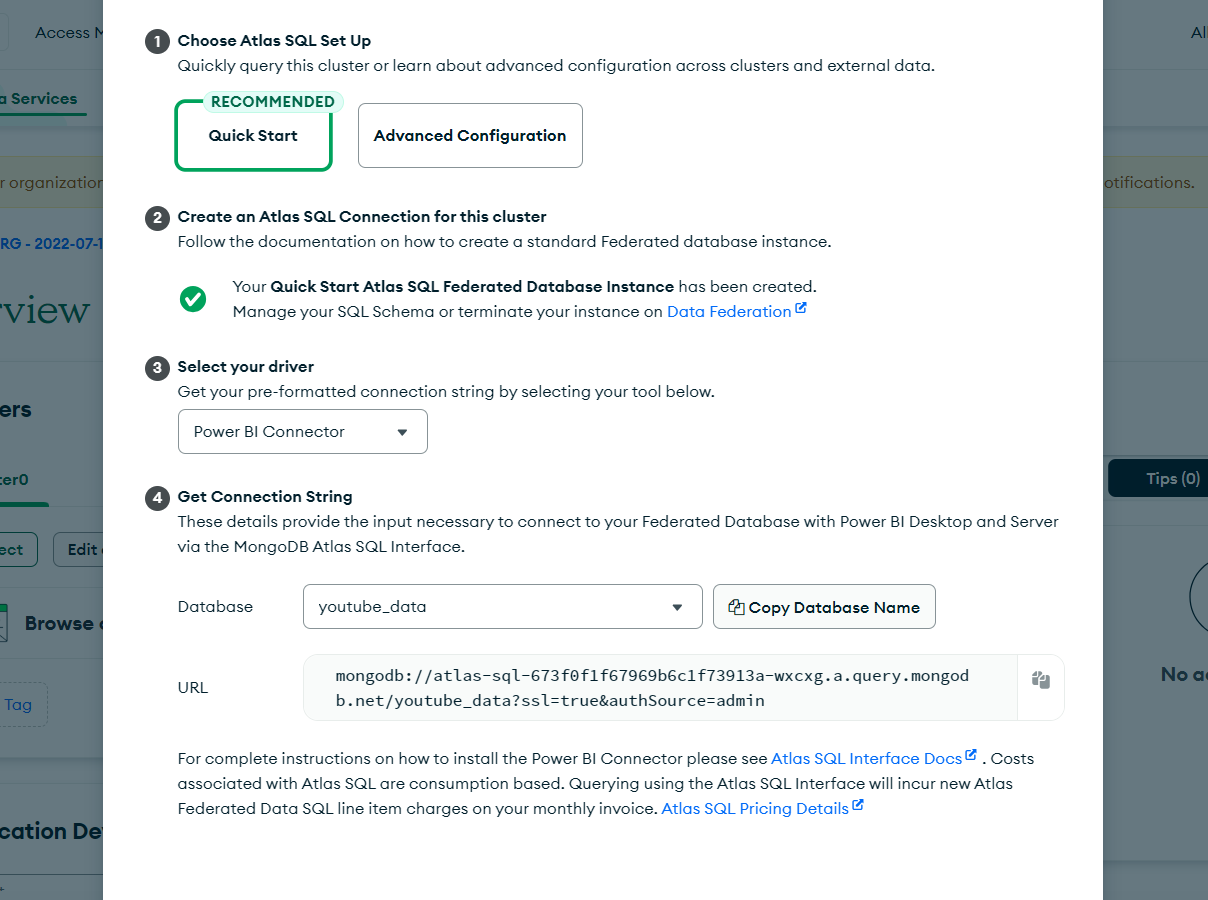 Access M
Al
a Services
r organization
otifications.
RG - 2022-07-1
rview
ers
ter0
ect
Edit
Browse
Tag
cation De
1
Choose Atlas SQL Set Up
Quickly query this cluster or learn about advanced configuration across clusters and external data.
RECOMMENDED
Quick Start
Advanced Configuration
2
Create an Atlas SQL Connection for this cluster
Follow the documentation on how to create a standard Federated database instance.
Your Quick Start Atlas SQL Federated Database Instance has been created.
Manage your SQL Schema or terminate your instance on Data Federation
3
Select your driver
Get your pre-formatted connection string by selecting your tool below.
Power BI Connector
4
Get Connection String
These details provide the input necessary to connect to your Federated Database with Power BI Desktop and Server
via the MongoDB Atlas SQL Interface.
Database
youtube_data
Copy Database Name
URL
mongodb://atlas-sql-673f0f1f67969b6c1f73913a-wxcxg.a.query.mongod
b.net/youtube_data?ssl=true&authSource=admin
For complete instructions on how to install the Power BI Connector please see Atlas SQL Interface Docs . Costs
associated with Atlas SQL are consumption based. Querying using the Atlas SQL Interface will incur new Atlas
Federated Data SQL line item charges on your monthly invoice. Atlas SQL Pricing Details
Tips (0)
No a